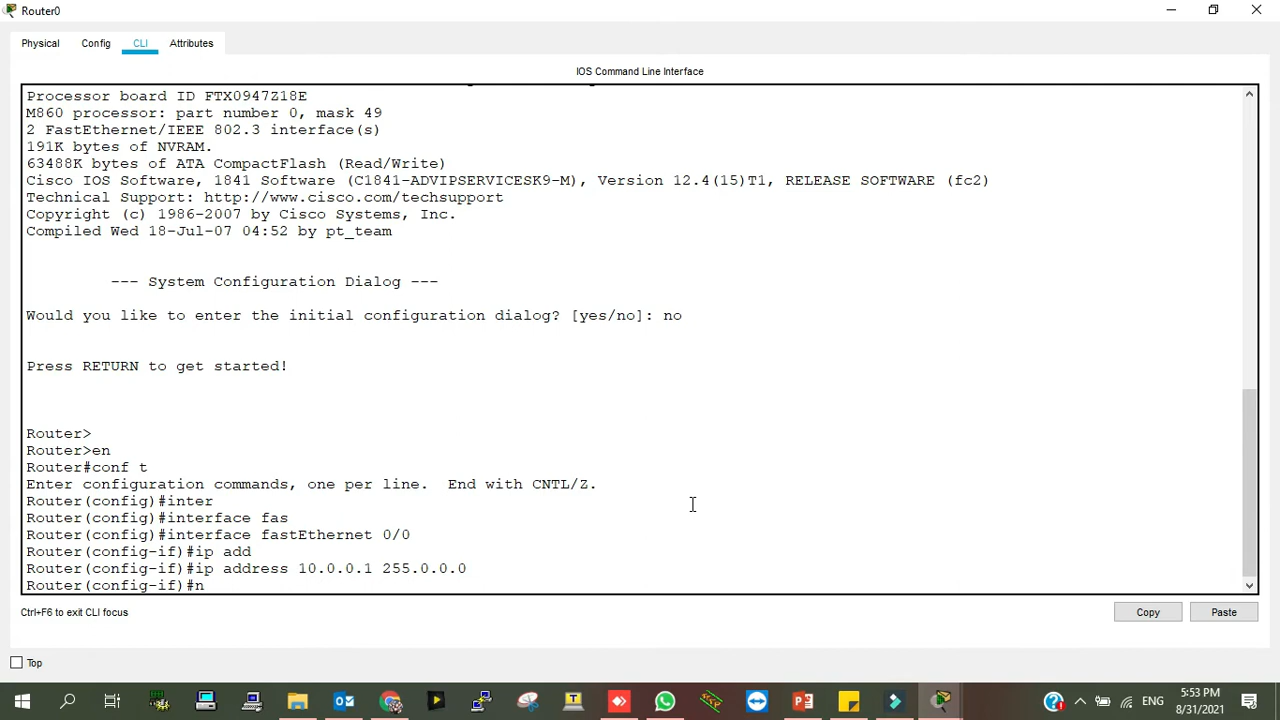 Router0
Physical Config CLI Attributes
IOS Command Line Interface
Processor board ID FTX0947Z18E
M860 processor: part number 0, mask 49
2 FastEthernet/IEEE 802.3 interface(s)
191K bytes of NVRAM.
63488K bytes of ATA CompactFlash (Read/Write)
Cisco IOS Software, 1841 Software (C1841-ADVIPSERVICESK9-M), Version 12.4(15)T1, RELEASE SOFTWARE (fc2)
Technical Support: http://www.cisco.com/techsupport
Copyright (c) 1986-2007 by Cisco Systems, Inc.
Compiled Wed 18-Jul-07 04:52 by pt_team
--- System Configuration Dialog ---
Would you like to enter the initial configuration dialog? [yes/no]: no
Press RETURN to get started!
Router>
Router>en
Router#conf t
Enter configuration commands, one per line.  End with CNTL/Z.
Router(config)#inter
Router(config)#interface fas
Router(config)#interface fastEthernet 0/0
Router(config-if)#ip add
Router(config-if)#ip address 10.0.0.1 255.0.0.0
Router(config-if)#n
Ctrl+F6 to exit CLI focus
Copy Paste
Top
ENG
5:53 PM
8/31/2021